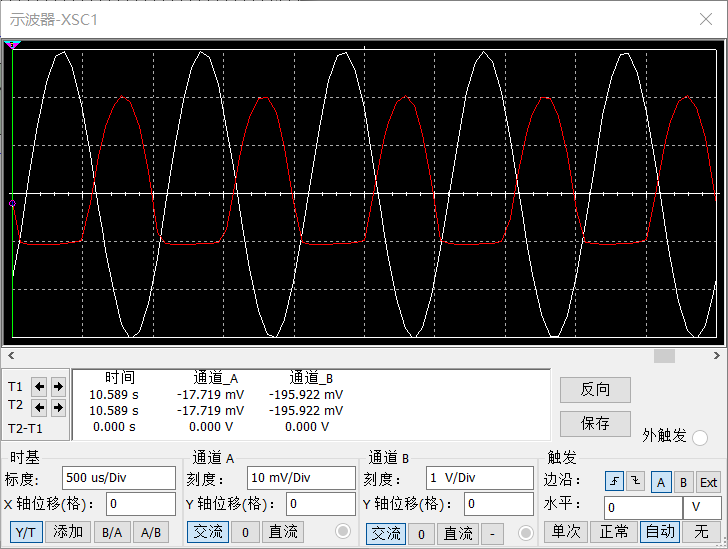 示波器-XSC1
时间 通道_A 通道_B
T1 10.589 s -17.719 mV -195.922 mV
T2 10.589 s -17.719 mV -195.922 mV
T2-T1 0.000 s 0.000 V 0.000 V
反向
保存
外触发
时基
标度: 500 us/Div
X 轴位移(格): 0
Y/T 添加 B/A A/B
通道 A
刻度: 10 mV/Div
Y 轴位移(格): 0
交流 0 直流
通道 B
刻度: 1 V/Div
Y 轴位移(格): 0
交流 0 直流 -
触发
边沿: A B Ext
水平: 0 V
单次 正常 自动 无